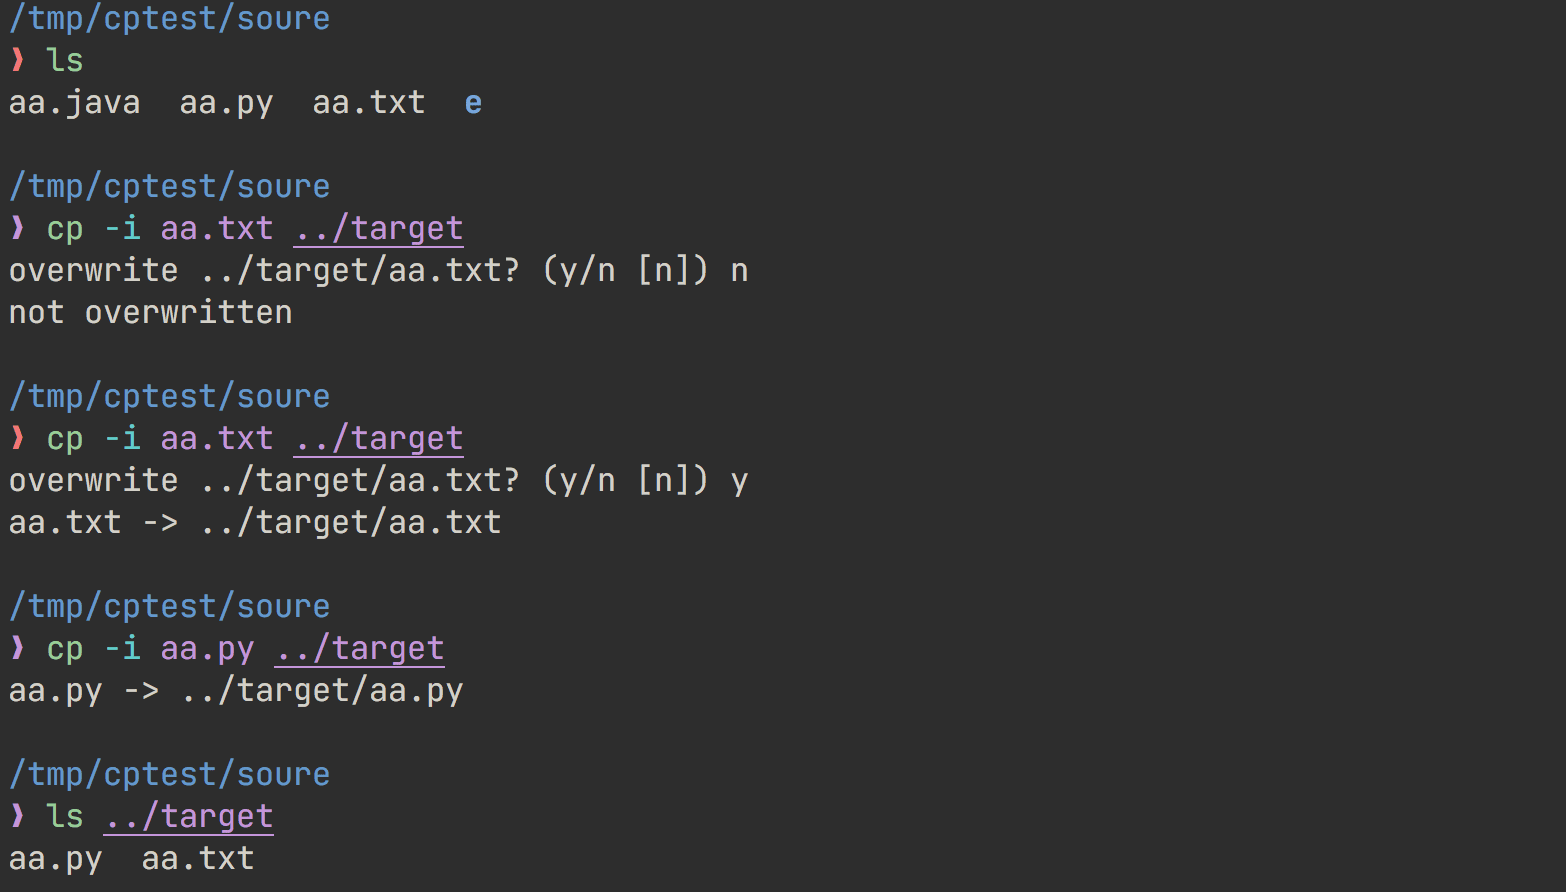 /tmp/cptest/soure
❯ ls
aa.java  aa.py  aa.txt  e
/tmp/cptest/soure
❯ cp -i aa.txt ../target
overwrite ../target/aa.txt? (y/n [n]) n
not overwritten
/tmp/cptest/soure
❯ cp -i aa.txt ../target
overwrite ../target/aa.txt? (y/n [n]) y
aa.txt -> ../target/aa.txt
/tmp/cptest/soure
❯ cp -i aa.py ../target
aa.py -> ../target/aa.py
/tmp/cptest/soure
❯ ls ../target
aa.py  aa.txt